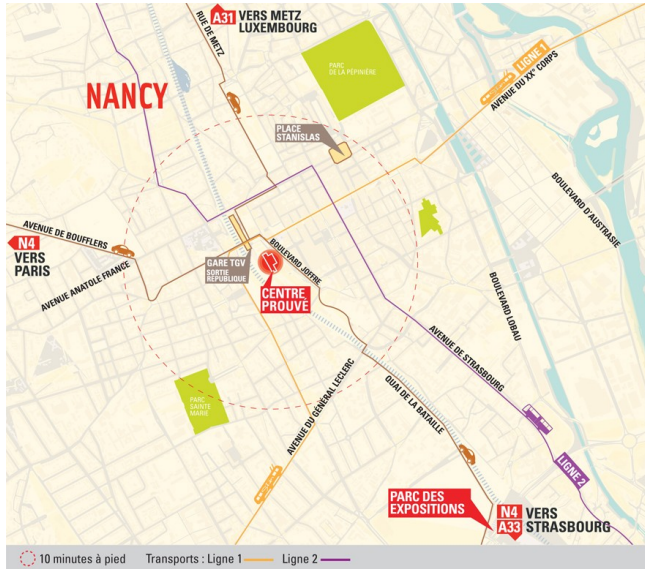 A31 VERS METZ
LUXEMBOURG
RUE DE METZ
NANCY
PARC
DE LA PÉPINIÈRE
LIGNE 1
AVENUE DU XXE CORPS
PLACE
STANISLAS
BOULEVARD D'AUSTRASIE
AVENUE DE BOUFFLERS
N4
VERS
PARIS
AVENUE ANATOLE FRANCE
GARE TGV
SORTIE
RÉPUBLIQUE
BOULEVARD JOFFRE
CENTRE
PROUVÉ
BOULEVARD LOBAU
AVENUE DE STRASBOURG
PARC
SAINTE
MARIE
AVENUE DU GÉNÉRAL LECLERC
QUAI DE LA BATAILLE
LIGNE 2
PARC DES
EXPOSITIONS
N4 VERS
A33 STRASBOURG
10 minutes à pied Transports : Ligne 1 Ligne 2